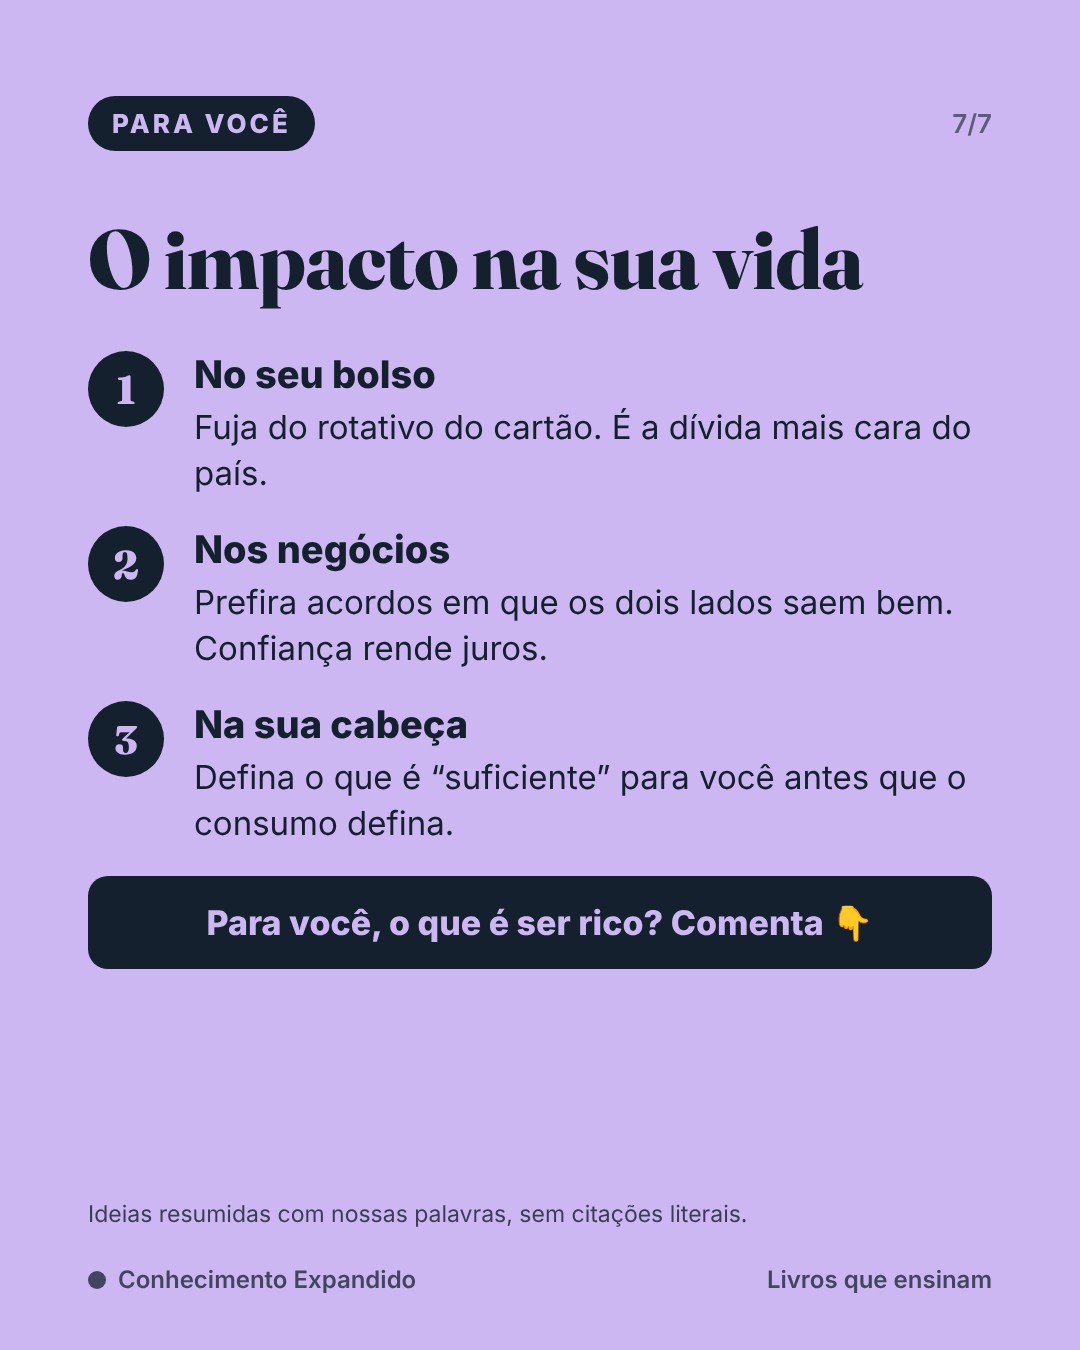 PARA VOCÊ
7/7
O impacto na sua vida
1
No seu bolso
Fuja do rotativo do cartão. É a dívida mais cara do
país.
2
Nos negócios
Prefira acordos em que os dois lados saem bem.
Confiança rende juros.
3
Na sua cabeça
Defina o que é “suficiente” para você antes que o
consumo defina.
Para você, o que é ser rico? Comenta 👇
Ideias resumidas com nossas palavras, sem citações literais.
Conhecimento Expandido
Livros que ensinam